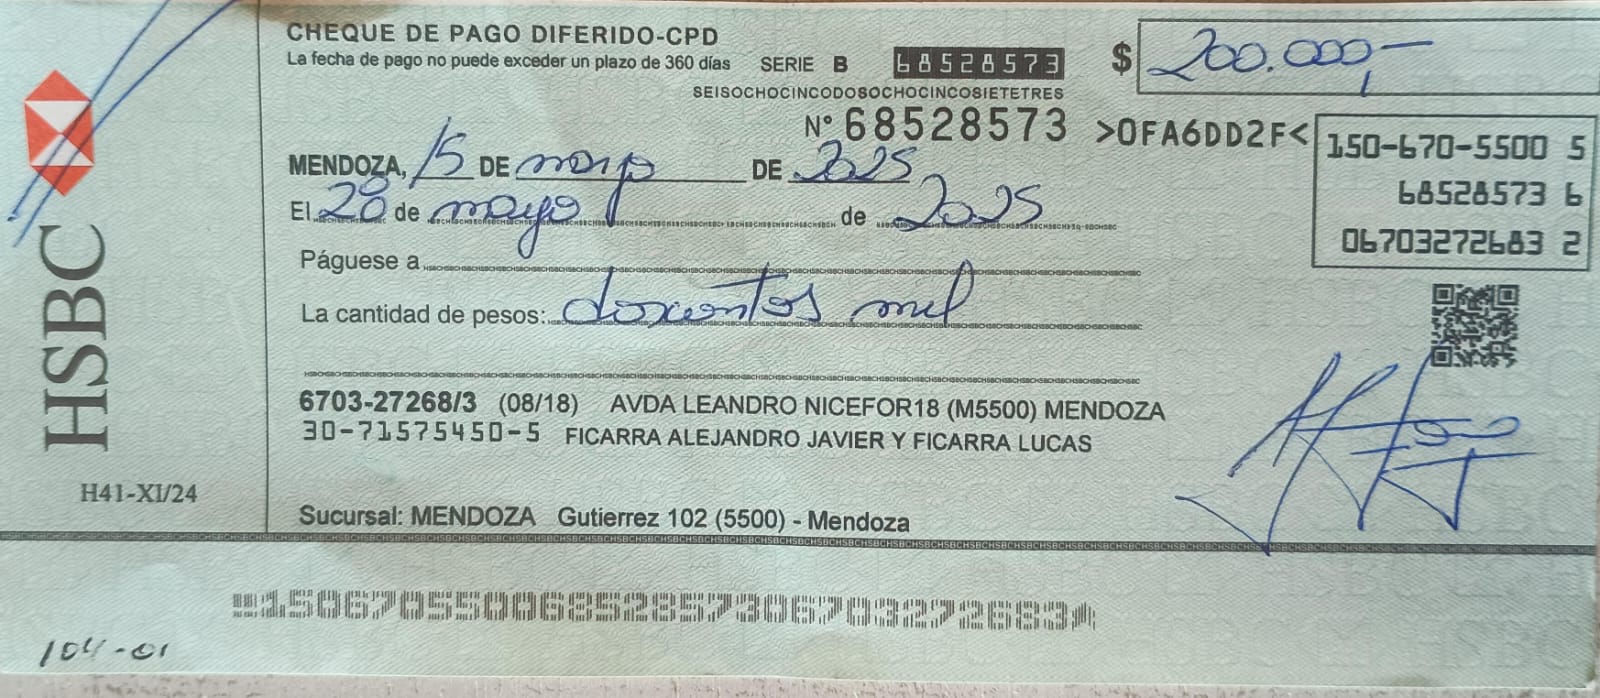 HSBC
H41-XI/24
CHEQUE DE PAGO DIFERIDO-CPD
La fecha de pago no puede exceder un plazo de 360 días SERIE B 68528573
SEISOCHOCINCODOSOCHOCINCOSIETETRES
$ 200.000,-
N° 68528573 >0FA6DD2F<
150-670-5500 5
68528573 6
06703272683 2
MENDOZA, 15 DE mayo DE 2025
El 28 de mayo de 2025
Páguese a
La cantidad de pesos: doscientos mil
6703-27268/3 (08/18) AVDA LEANDRO NICEFOR18 (M5500) MENDOZA
30-71575450-5 FICARRA ALEJANDRO JAVIER Y FICARRA LUCAS
Sucursal: MENDOZA Gutierrez 102 (5500) - Mendoza
15067055006852857306703272683
104-01